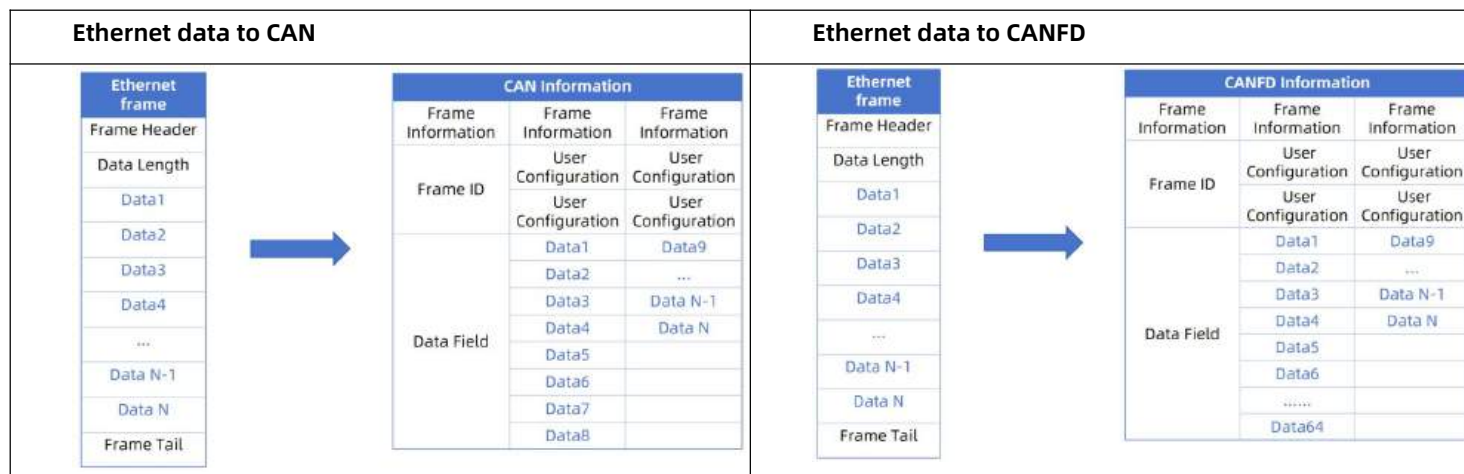 Ethernet data to CAN
Ethernet
frame
Frame Header
Data Length
Data1
Data2
Data3
Data4
...
Data N-1
Data N
Frame Tail
CAN Information
Frame
Information
Frame
Information
Frame
Information
Frame ID
User
Configuration
User
Configuration
User
Configuration
User
Configuration
Data Field
Data1
Data9
Data2
...
Data3
Data N-1
Data4
Data N
Data5
Data6
Data7
Data8
Ethernet data to CANFD
Ethernet
frame
Frame Header
Data Length
Data1
Data2
Data3
Data4
...
Data N-1
Data N
Frame Tail
CANFD Information
Frame
Information
Frame
Information
Frame
Information
Frame ID
User
Configuration
User
Configuration
User
Configuration
User
Configuration
Data Field
Data1
Data9
Data2
...
Data3
Data N-1
Data4
Data N
Data5
Data6
......
Data64